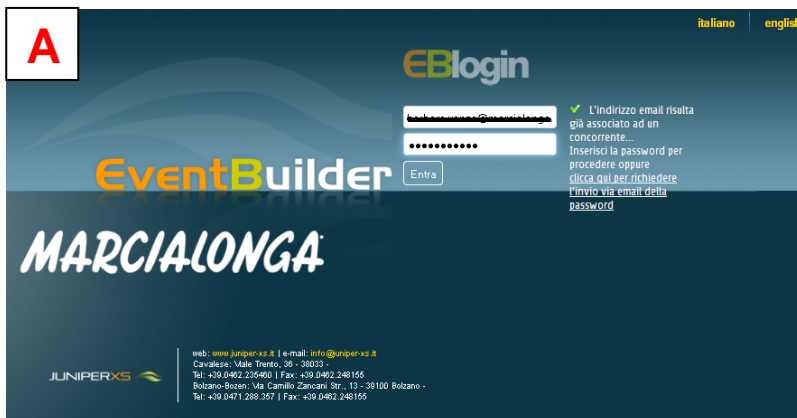 A
italiano
english
EBlogin
✓ L'indirizzo email risulta
già associato ad un
concorrente...
Inserisci la password per
procedere oppure
clicca qui per richiedere
l'invio via email della
password
Entra
EventBuilder
MARCIALONGA
JUNIPERXS
web: www.juniper-xs.it | e-mail: info@juniper-xs.it
Cavalese: Viale Trento, 36 - 38033 -
Tel: +39.0462.235460 | Fax: +39.0462.248155
Bolzano-Bozen: Via Camillo Zancani Str., 13 - 39100 Bolzano -
Tel: +39.0471.288.357 | Fax: +39.0462.248155